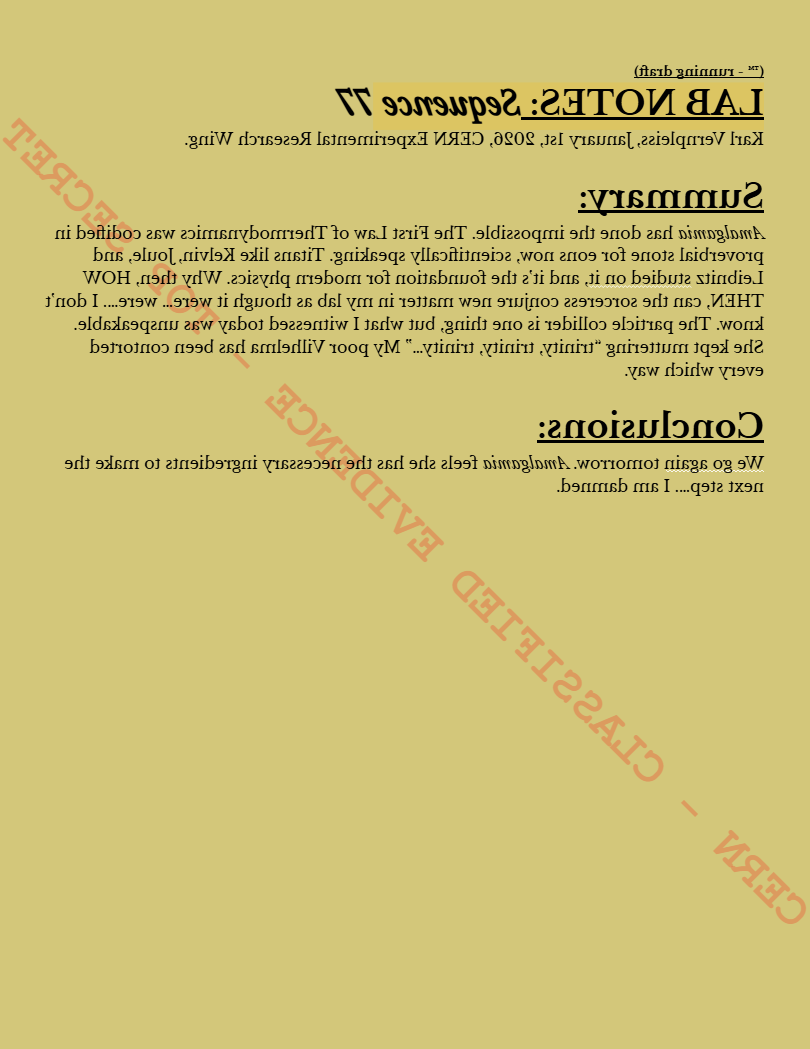 (™ - running draft)
LAB NOTES: Sequence 77
Karl Vernpleiss, January 1st, 2026, CERN Experimental Research Wing.
Summary:
Amalgamia has done the impossible. The First Law of Thermodynamics was codified in
proverbial stone for eons now, scientifically speaking. Titans like Kelvin, Joule, and
Leibnitz studied on it, and it's the foundation for modern physics. Why then, HOW
THEN, can the sorceress conjure new matter in my lab as though it were… were…. I don't
know. The particle collider is one thing, but what I witnessed today was unspeakable.
She kept muttering “trinity, trinity, trinity…” My poor Vilhelma has been contorted
every which way.
Conclusions:
We go again tomorrow. Amalgamia feels she has the necessary ingredients to make the
next step…. I am damned.
CERN - CLASSIFIED EVIDENCE - TOP SECRET